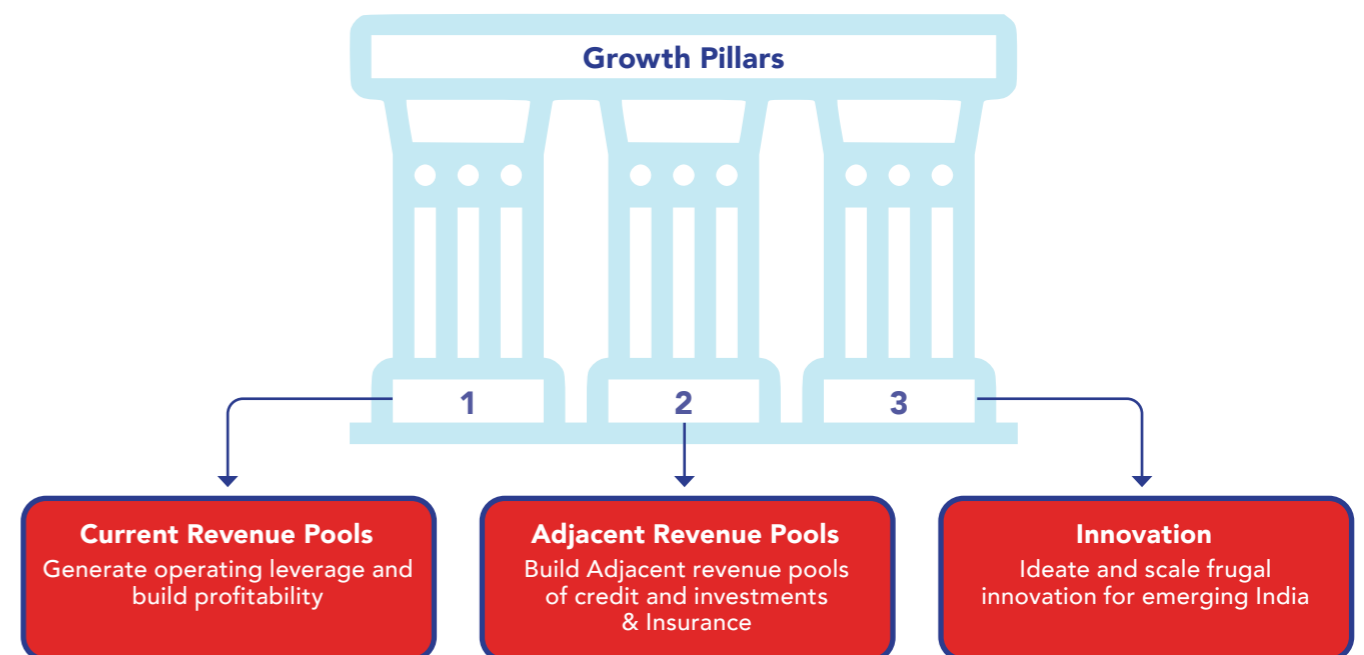 Growth Pillars
1
2
3
Current Revenue Pools
Generate operating leverage and
build profitability
Adjacent Revenue Pools
Build Adjacent revenue pools
of credit and investments
& Insurance
Innovation
Ideate and scale frugal
innovation for emerging India